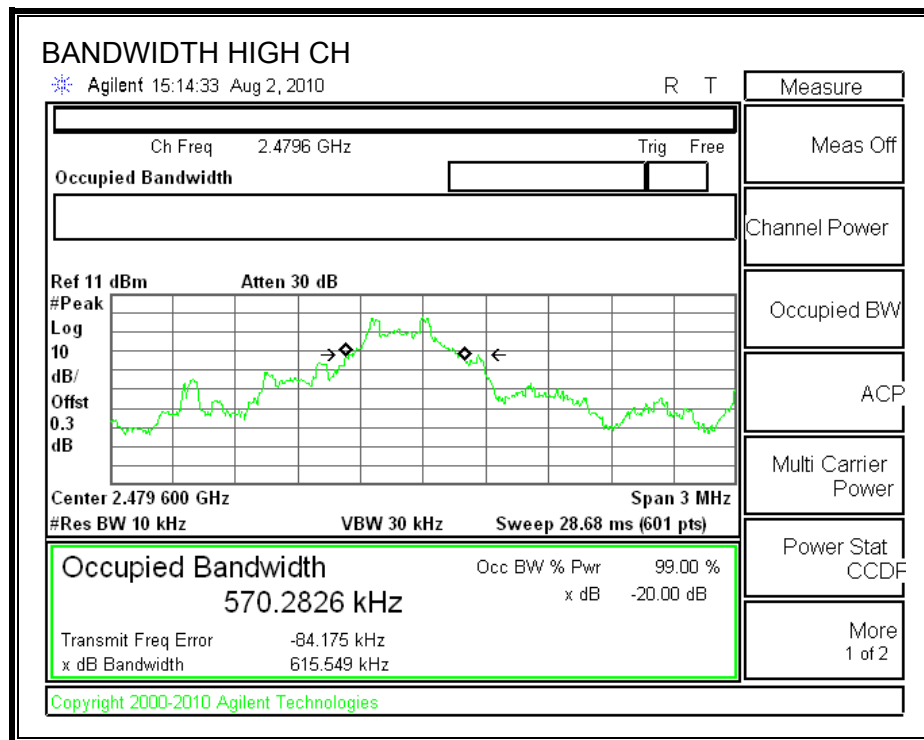 BANDWIDTH HIGH CH
Agilent 15:14:33 Aug 2, 2010 R T
Measure
Ch Freq 2.4796 GHz Trig Free
Occupied Bandwidth
Meas Off
Channel Power
Occupied BW
ACP
Multi Carrier
Power
Power Stat
CCDF
More
1 of 2
Ref 11 dBm Atten 30 dB
#Peak
Log
10
dB/
Offst
0.3
dB
Center 2.479 600 GHz Span 3 MHz
#Res BW 10 kHz VBW 30 kHz Sweep 28.68 ms (601 pts)
Occupied Bandwidth Occ BW % Pwr 99.00 %
570.2826 kHz x dB -20.00 dB
Transmit Freq Error -84.175 kHz
x dB Bandwidth 615.549 kHz
Copyright 2000-2010 Agilent Technologies